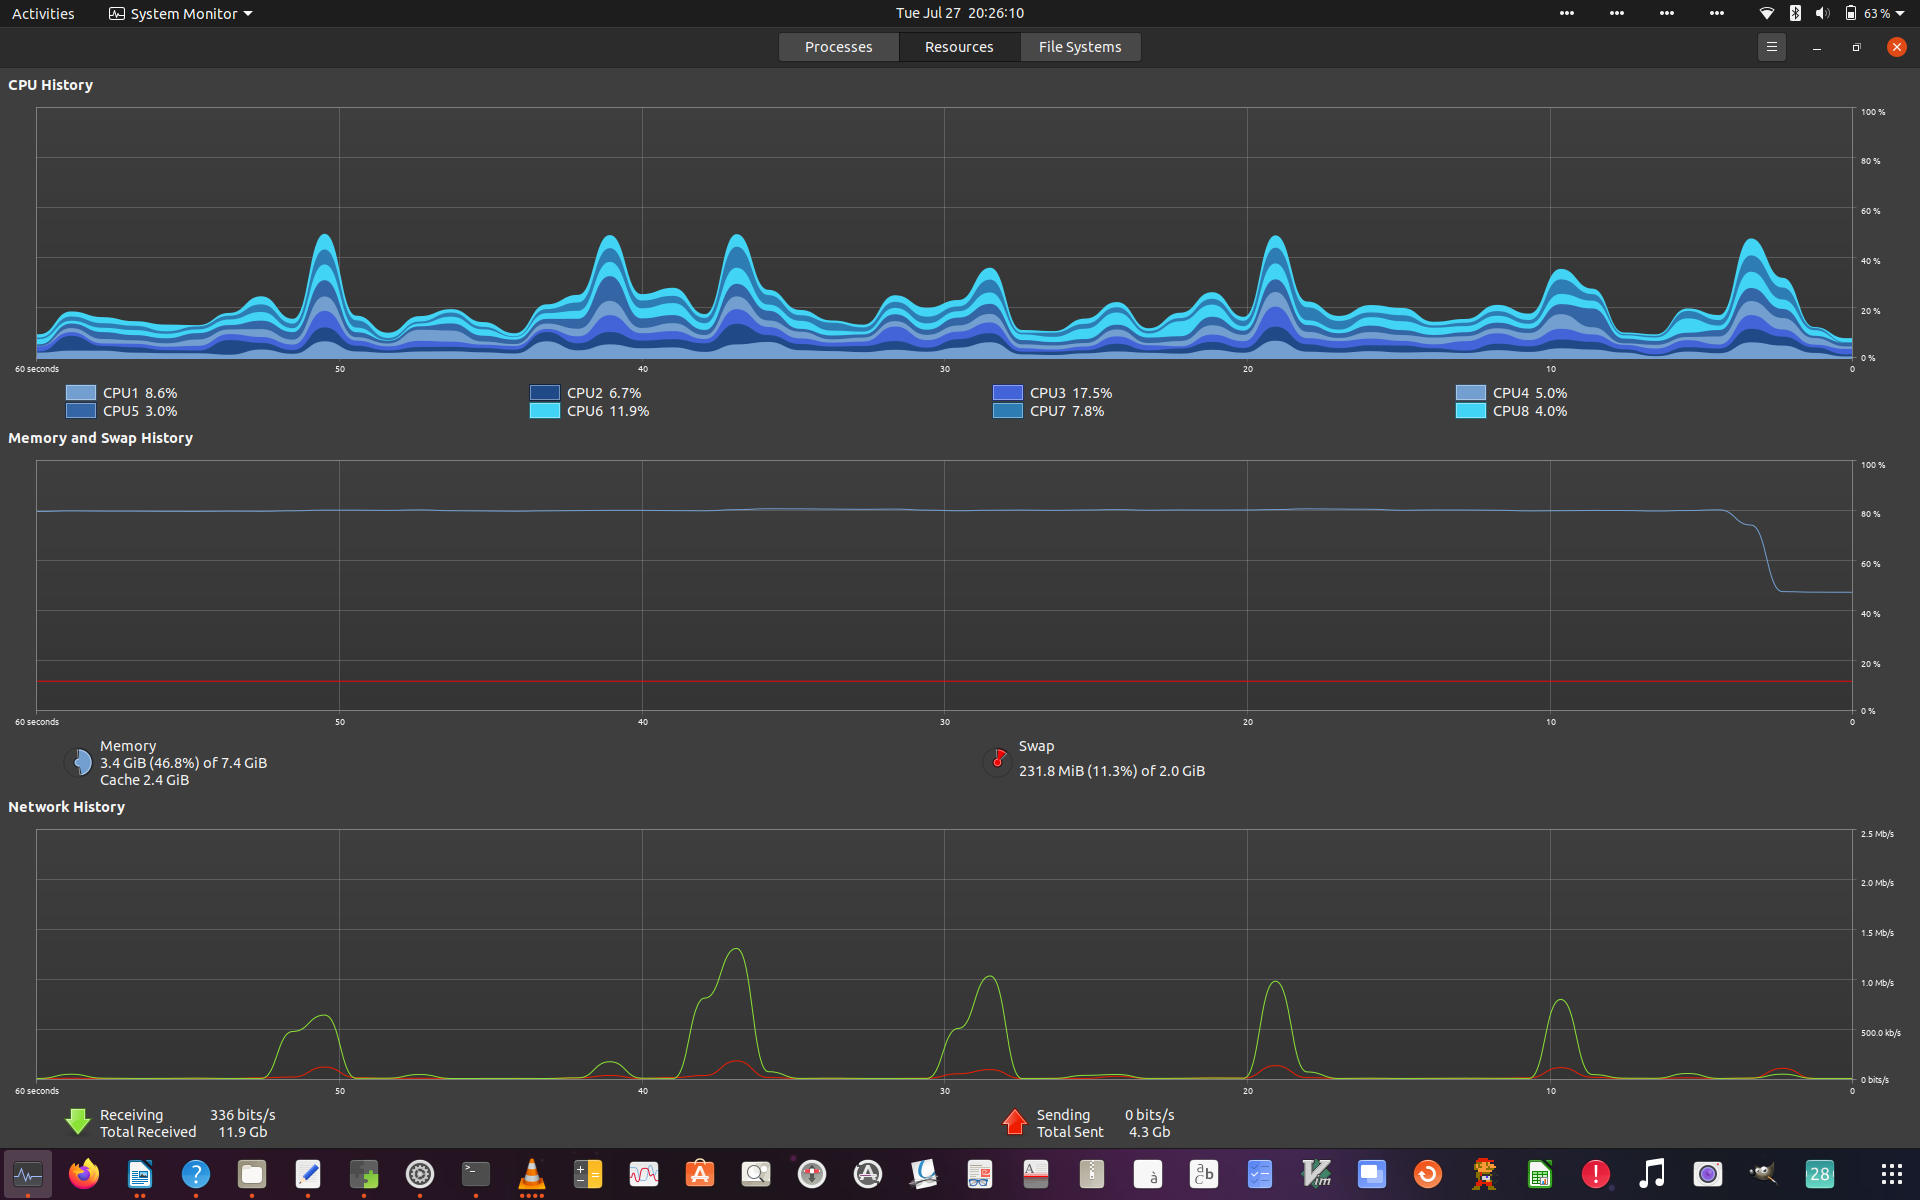 Activities System Monitor Tue Jul 27 20:26:10 63 %
Processes Resources File Systems
CPU History
100 %
80 %
60 %
40 %
20 %
0 %
60 seconds 50 40 30 20 10 0
CPU1 8.6% CPU2 6.7% CPU3 17.5% CPU4 5.0%
CPU5 3.0% CPU6 11.9% CPU7 7.8% CPU8 4.0%
Memory and Swap History
100 %
80 %
60 %
40 %
20 %
0 %
60 seconds 50 40 30 20 10 0
Memory
3.4 GiB (46.8%) of 7.4 GiB
Cache 2.4 GiB
Swap
231.8 MiB (11.3%) of 2.0 GiB
Network History
2.5 Mb/s
2.0 Mb/s
1.5 Mb/s
1.0 Mb/s
500.0 kb/s
0 bits/s
60 seconds 50 40 30 20 10 0
Receiving 336 bits/s Sending 0 bits/s
Total Received 11.9 Gb Total Sent 4.3 Gb
28